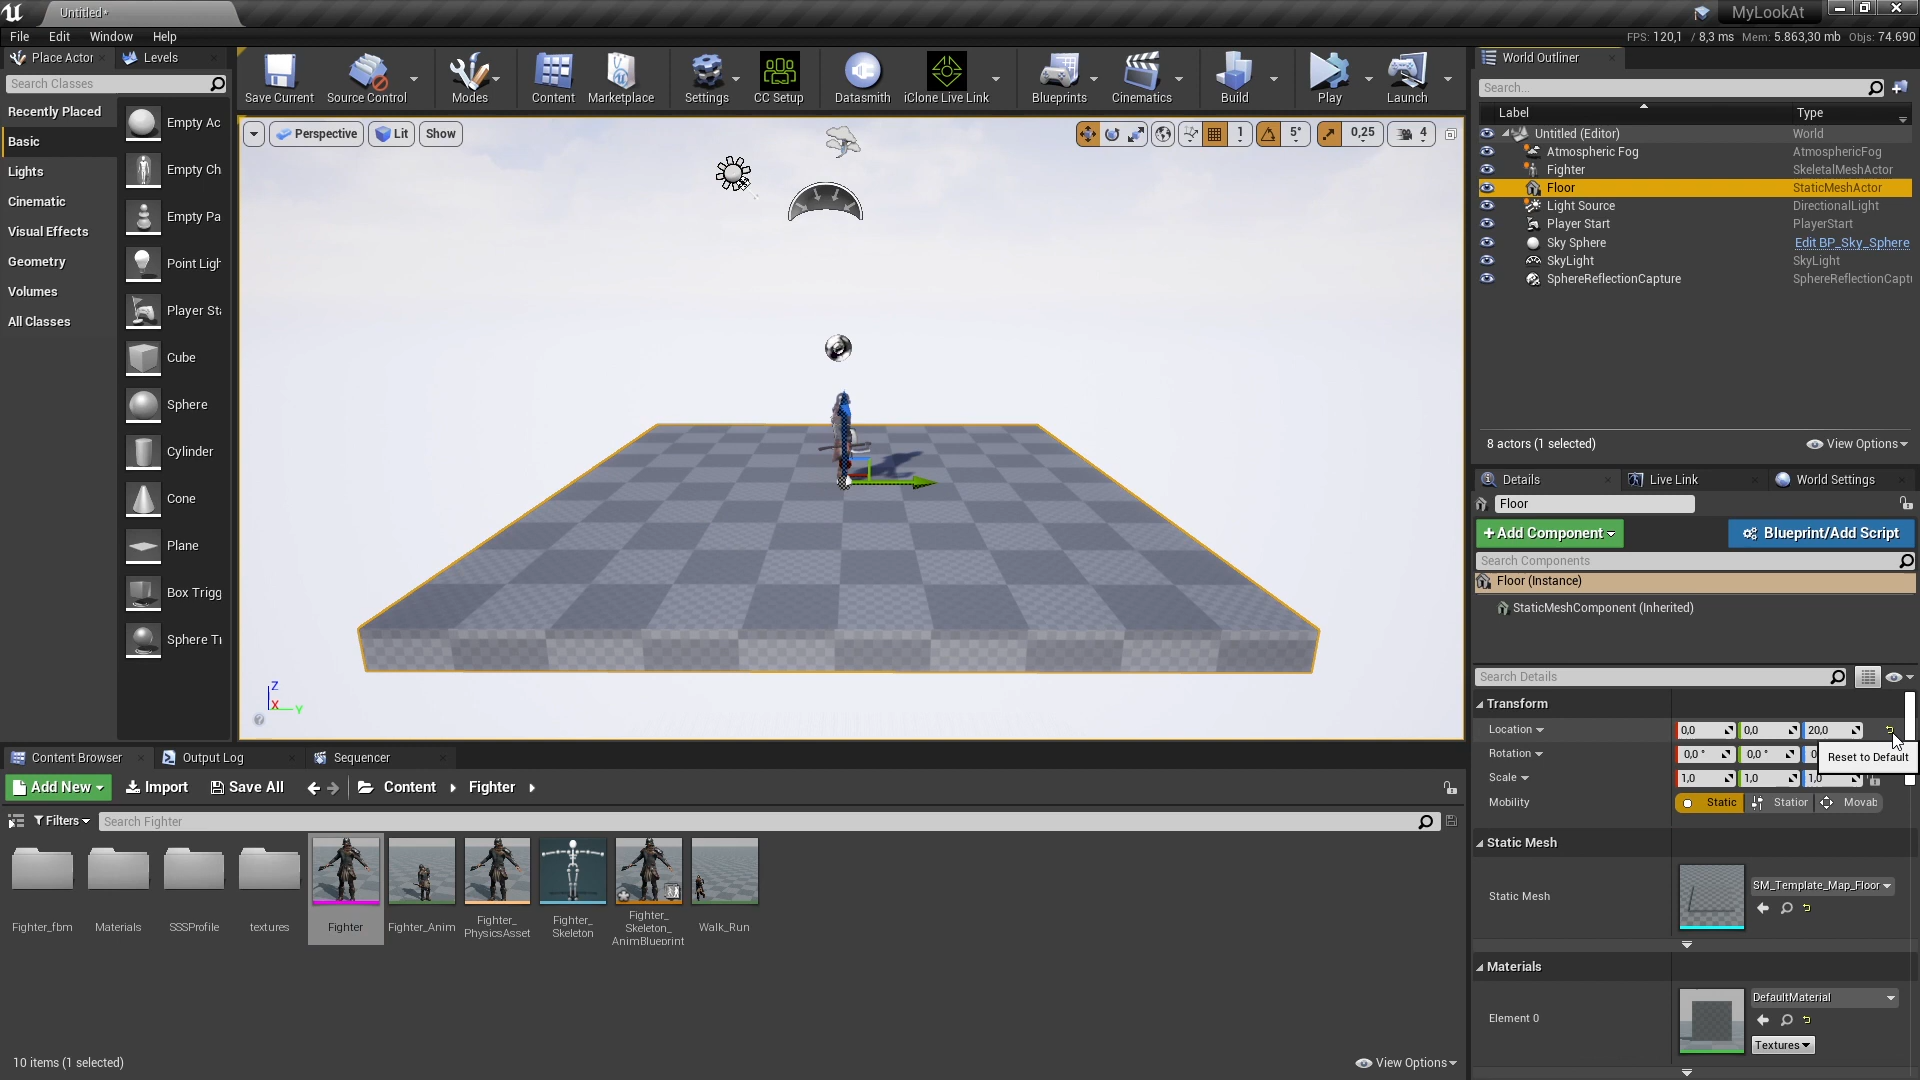 Untitled*
MyLookAt
File Edit Window Help
FPS: 120,1 / 8,3 ms Mem: 5.863,30 mb Objs: 74.690
Place Actor
Levels
Search Classes
Recently Placed
Basic
Lights
Cinematic
Visual Effects
Geometry
Volumes
All Classes
Empty Ac
Empty Ch
Empty Pa
Point Ligh
Player Sta
Cube
Sphere
Cylinder
Cone
Plane
Box Trigg
Sphere Tr
Save Current
Source Control
Modes
Content
Marketplace
Settings
CC Setup
Datasmith
iClone Live Link
Blueprints
Cinematics
Build
Play
Launch
Perspective
Lit
Show
1
5°
0,25
4
Z
X
Y
World Outliner
Search...
Label Type
Untitled (Editor) World
Atmospheric Fog AtmosphericFog
Fighter SkeletalMeshActor
Floor StaticMeshActor
Light Source DirectionalLight
Player Start PlayerStart
Sky Sphere Edit BP_Sky_Sphere
SkyLight SkyLight
SphereReflectionCapture SphereReflectionCaptu
8 actors (1 selected)
View Options
Details
Live Link
World Settings
Floor
+Add Component
Blueprint/Add Script
Search Components
Floor (Instance)
StaticMeshComponent (Inherited)
Search Details
Transform
Location 0,0 0,0 20,0
Rotation 0,0 ° 0,0 ° 0
Reset to Default
Scale 1,0 1,0 1,0
Mobility Static Station Movab
Static Mesh
Static Mesh
SM_Template_Map_Floor
Materials
Element 0
DefaultMaterial
Textures
Content Browser
Output Log
Sequencer
Add New
Import
Save All
Content
Fighter
Filters
Search Fighter
Fighter_fbm
Materials
SSSProfile
textures
Fighter
Fighter_Anim
Fighter_
PhysicsAsset
Fighter_
Skeleton
Fighter_
Skeleton_
AnimBlueprint
Walk_Run
10 items (1 selected)
View Options